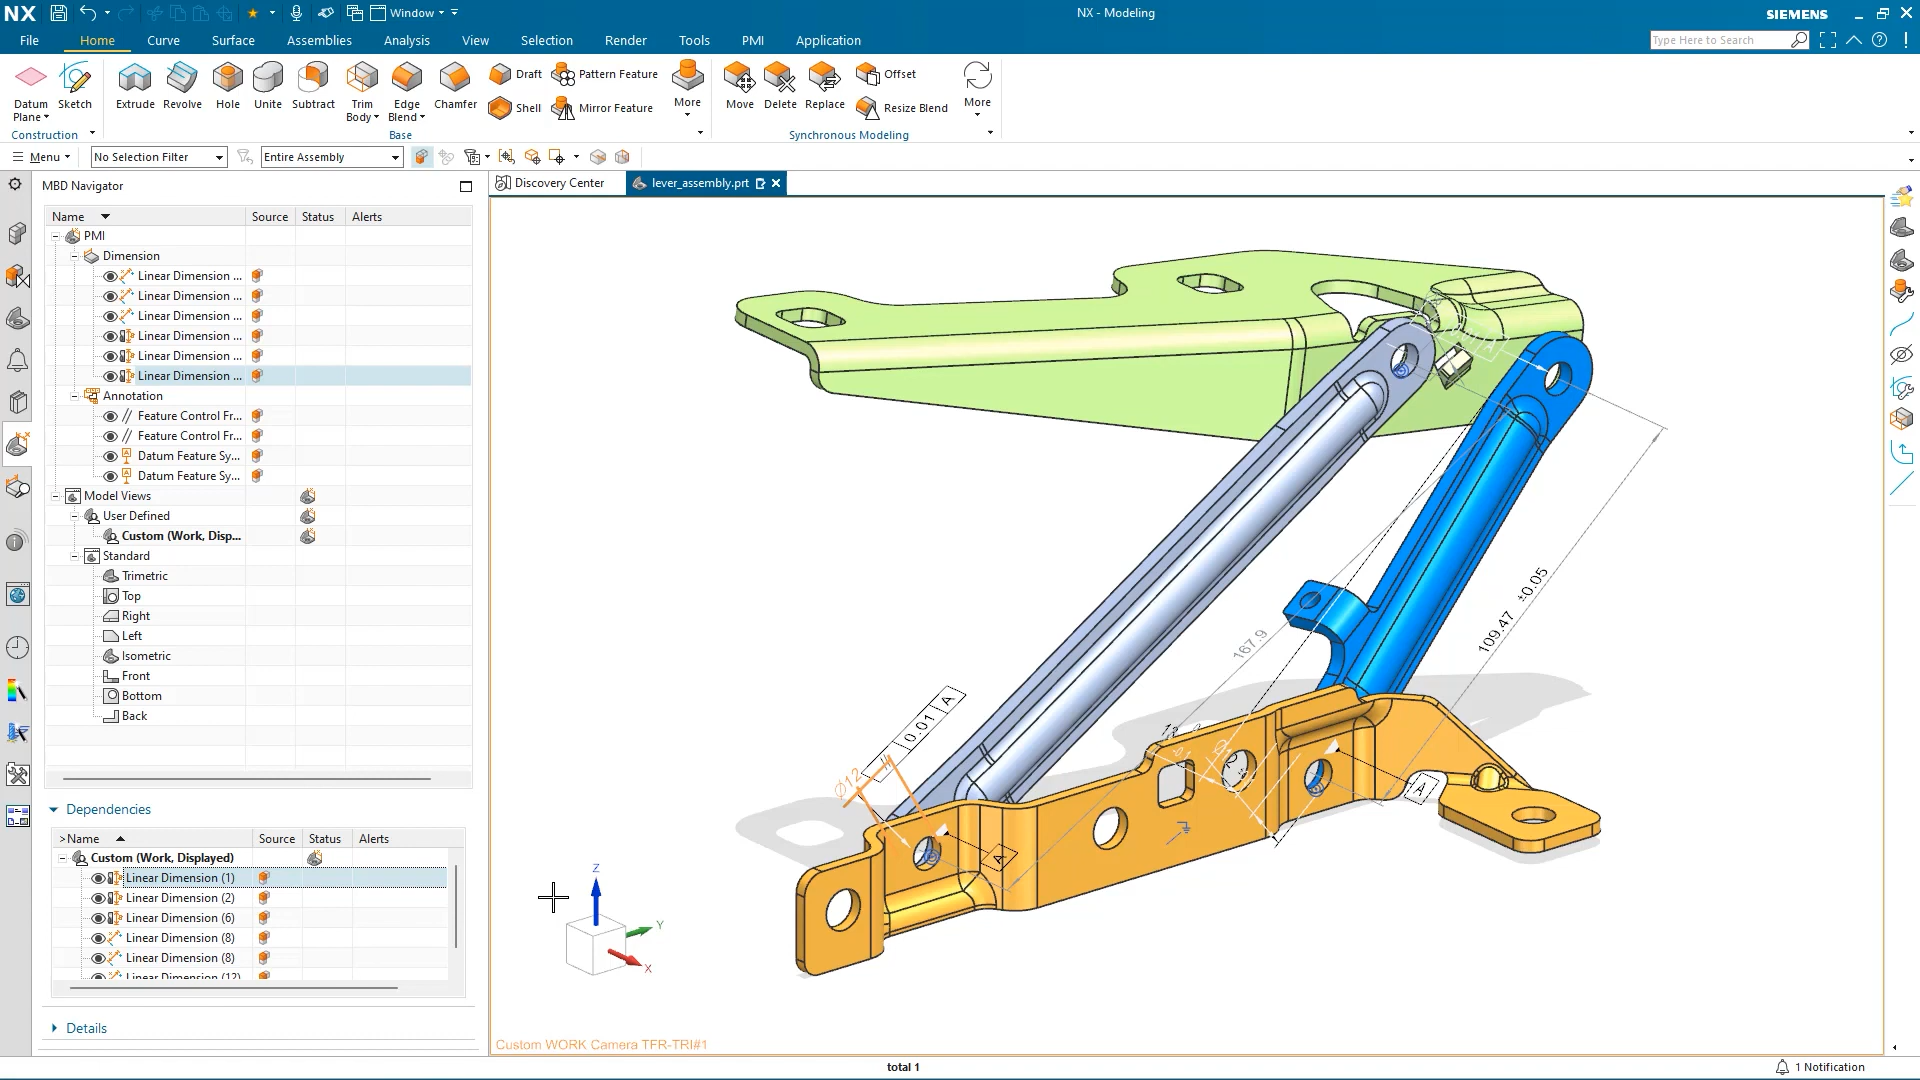 NX
Window
NX - Modeling
SIEMENS
File Home Curve Surface Assemblies Analysis View Selection Render Tools PMI Application
Type Here to Search
Datum Plane
Sketch
Extrude
Revolve
Hole
Unite
Subtract
Trim Body
Edge Blend
Chamfer
Draft
Shell
Pattern Feature
Mirror Feature
More
Move
Delete
Replace
Offset
Resize Blend
More
Construction
Base
Synchronous Modeling
Menu
No Selection Filter
Entire Assembly
MBD Navigator
Discovery Center
lever_assembly.prt
Name Source Status Alerts
PMI
Dimension
Linear Dimension ...
Linear Dimension ...
Linear Dimension ...
Linear Dimension ...
Linear Dimension ...
Linear Dimension ...
Annotation
Feature Control Fr...
Feature Control Fr...
Datum Feature Sy...
Datum Feature Sy...
Model Views
User Defined
Custom (Work, Disp...
Standard
Trimetric
Top
Right
Left
Isometric
Front
Bottom
Back
Dependencies
>Name Source Status Alerts
Custom (Work, Displayed)
Linear Dimension (1)
Linear Dimension (2)
Linear Dimension (6)
Linear Dimension (8)
Linear Dimension (8)
Linear Dimension (12)
Details
109.47 ±0.05
167.9
0.01 A
Ø12
A
A
Z
Y
X
Custom WORK Camera TFR-TRI#1
total 1
1 Notification